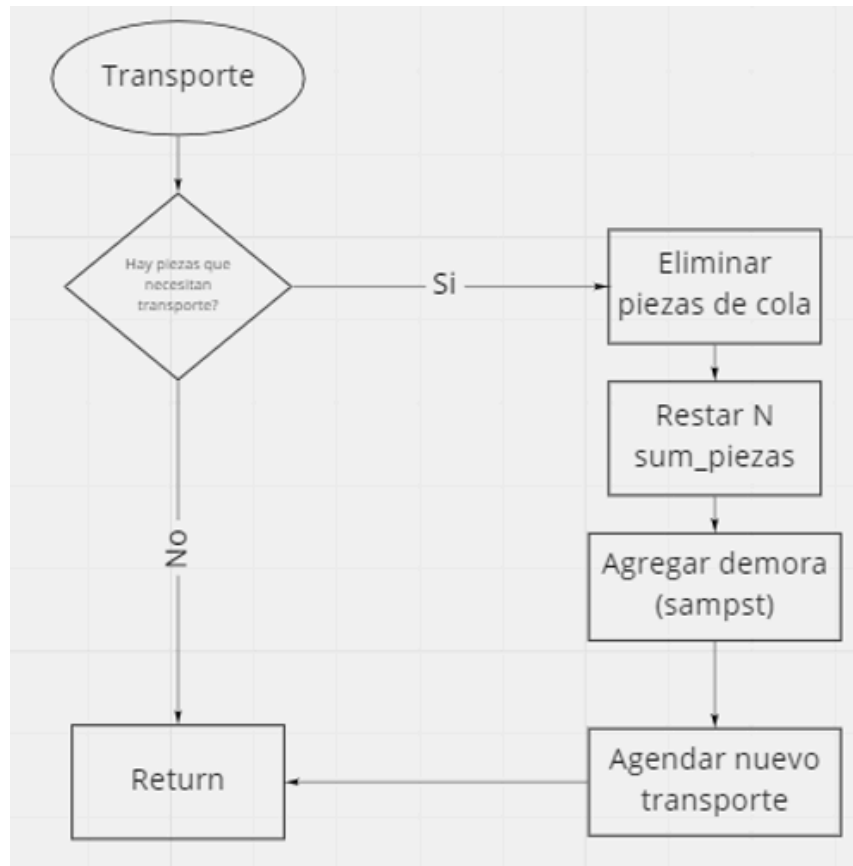 Transporte
Hay piezas que
necesitan
transporte?
Si
Eliminar
piezas de cola
Restar N
sum_piezas
Agregar demora
(sampst)
No
Return
Agendar nuevo
transporte